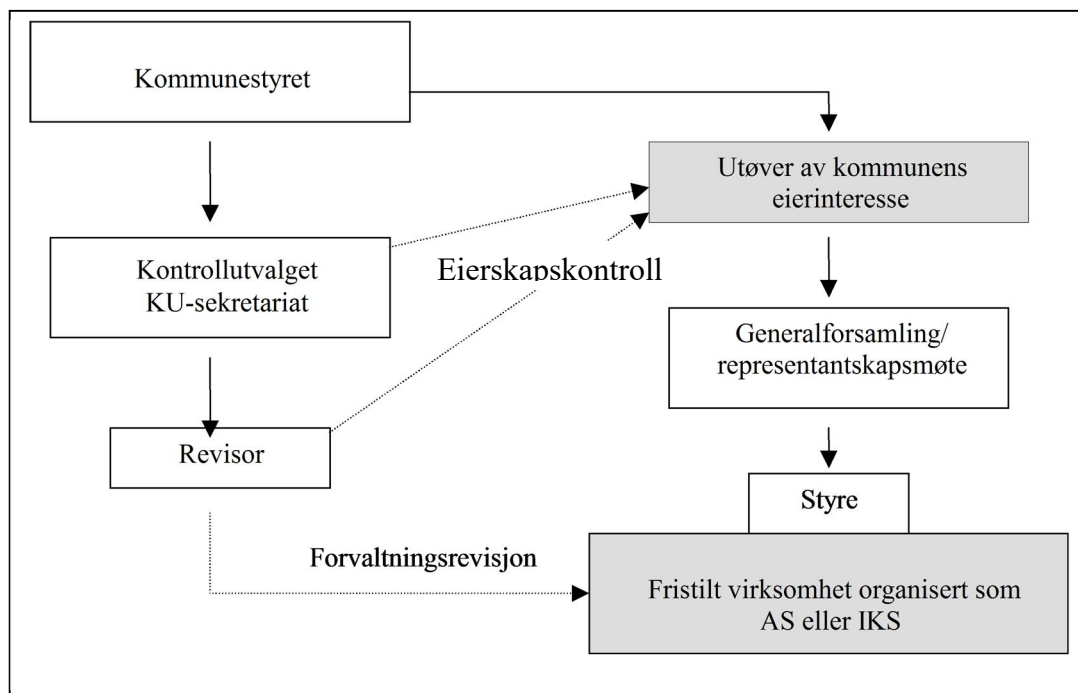 Kommunestyret
Utøver av kommunens
eierinteresse
Kontrollutvalget
KU-sekretariat
Eierskapskontroll
Generalforsamling/
representantskapsmøte
Revisor
Styre
Forvaltningsrevisjon
Fristilt virksomhet organisert som
AS eller IKS